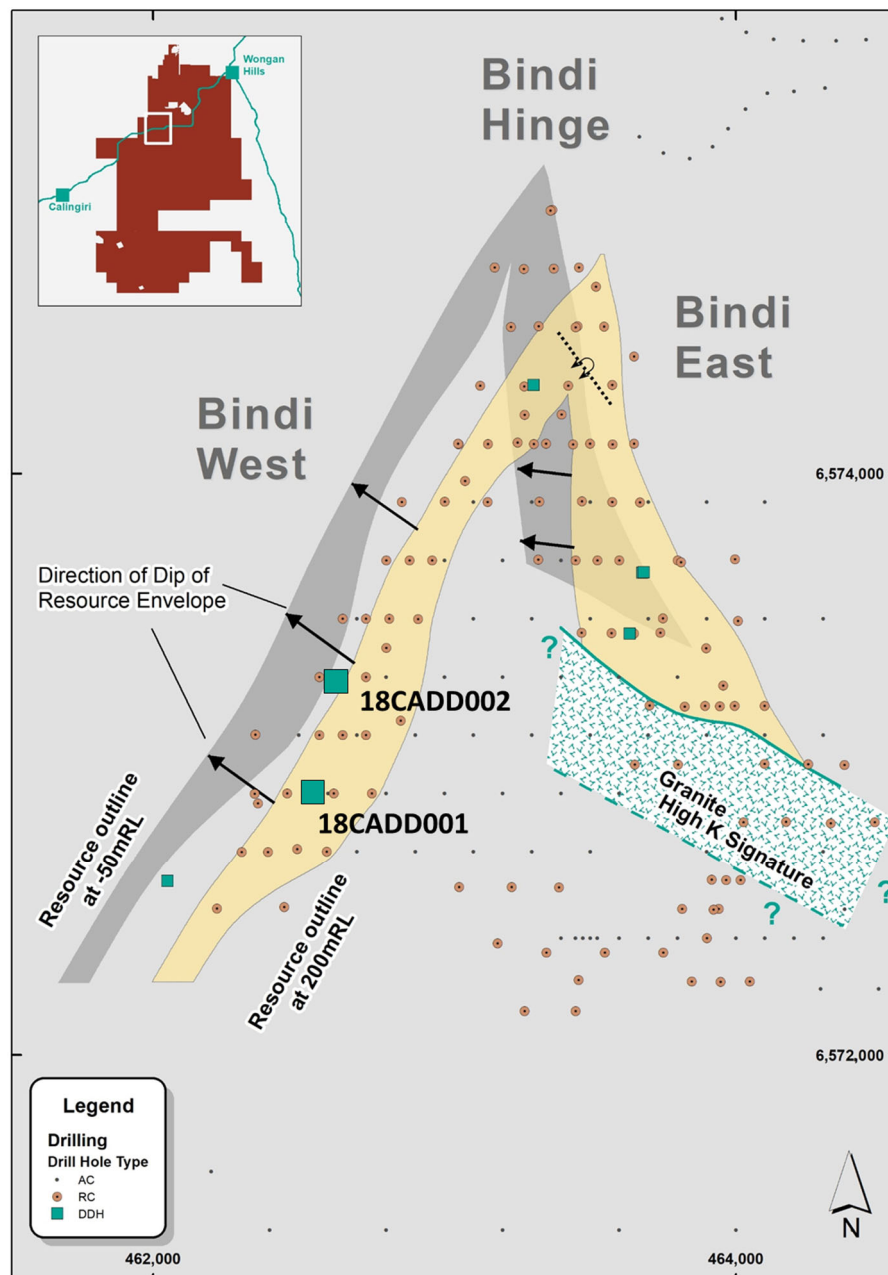 Wongan
Hills
Calingiri
Bindi
Hinge
Bindi
East
Bindi
West
6,574,000
Direction of Dip of
Resource Envelope
?
18CADD002
18CADD001
Granite
High K Signature
?
?
Resource outline
at -50mRL
Resource outline
at 200mRL
6,572,000
Legend
Drilling
Drill Hole Type
AC
RC
DDH
N
462,000
464,000